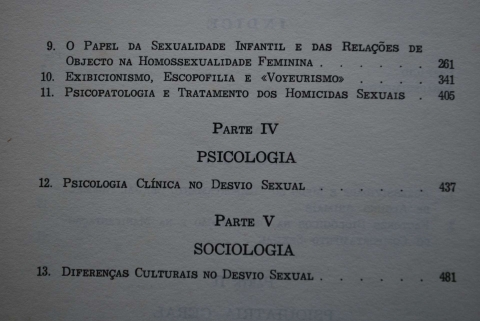 INDICE
9. O PAPEL DA SEXUALIDADE INFANTIL E DAS RELAÇÕES DE
OBJECTO NA HOMOSSEXUALIDADE FEMININA . . . . . 261
10. EXIBICIONISMO, ESCOPOFILIA E «VOYEURISMO» . . . . 341
11. PSICOPATOLOGIA E TRATAMENTO DOS HOMICIDAS SEXUAIS . 405
PARTE IV
PSICOLOGIA
12. PSICOLOGIA CLÍNICA NO DESVIO SEXUAL . . . . . . 437
PARTE V
SOCIOLOGIA
13. DIFERENÇAS CULTURAIS NO DESVIO SEXUAL . . . . . . 481